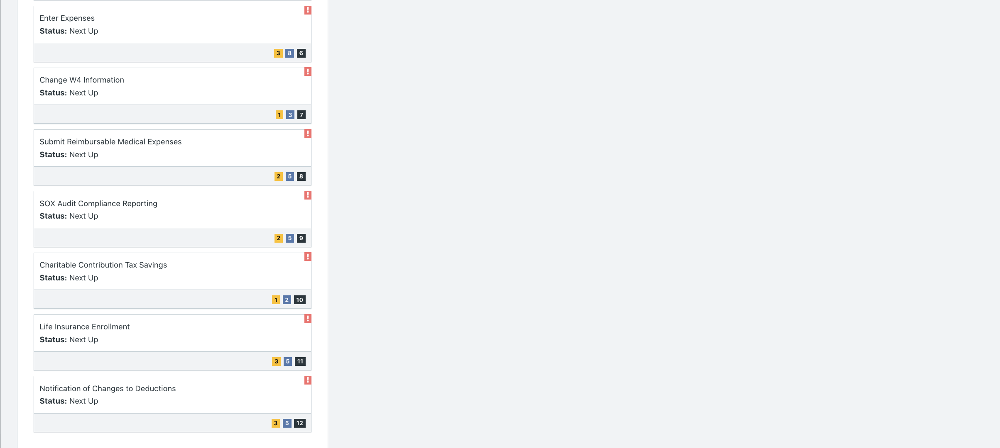 !
Enter Expenses
Status: Next Up
3 8 6
!
Change W4 Information
Status: Next Up
1 3 7
!
Submit Reimbursable Medical Expenses
Status: Next Up
2 5 8
!
SOX Audit Compliance Reporting
Status: Next Up
2 5 9
!
Charitable Contribution Tax Savings
Status: Next Up
1 2 10
!
Life Insurance Enrollment
Status: Next Up
3 5 11
!
Notification of Changes to Deductions
Status: Next Up
3 5 12